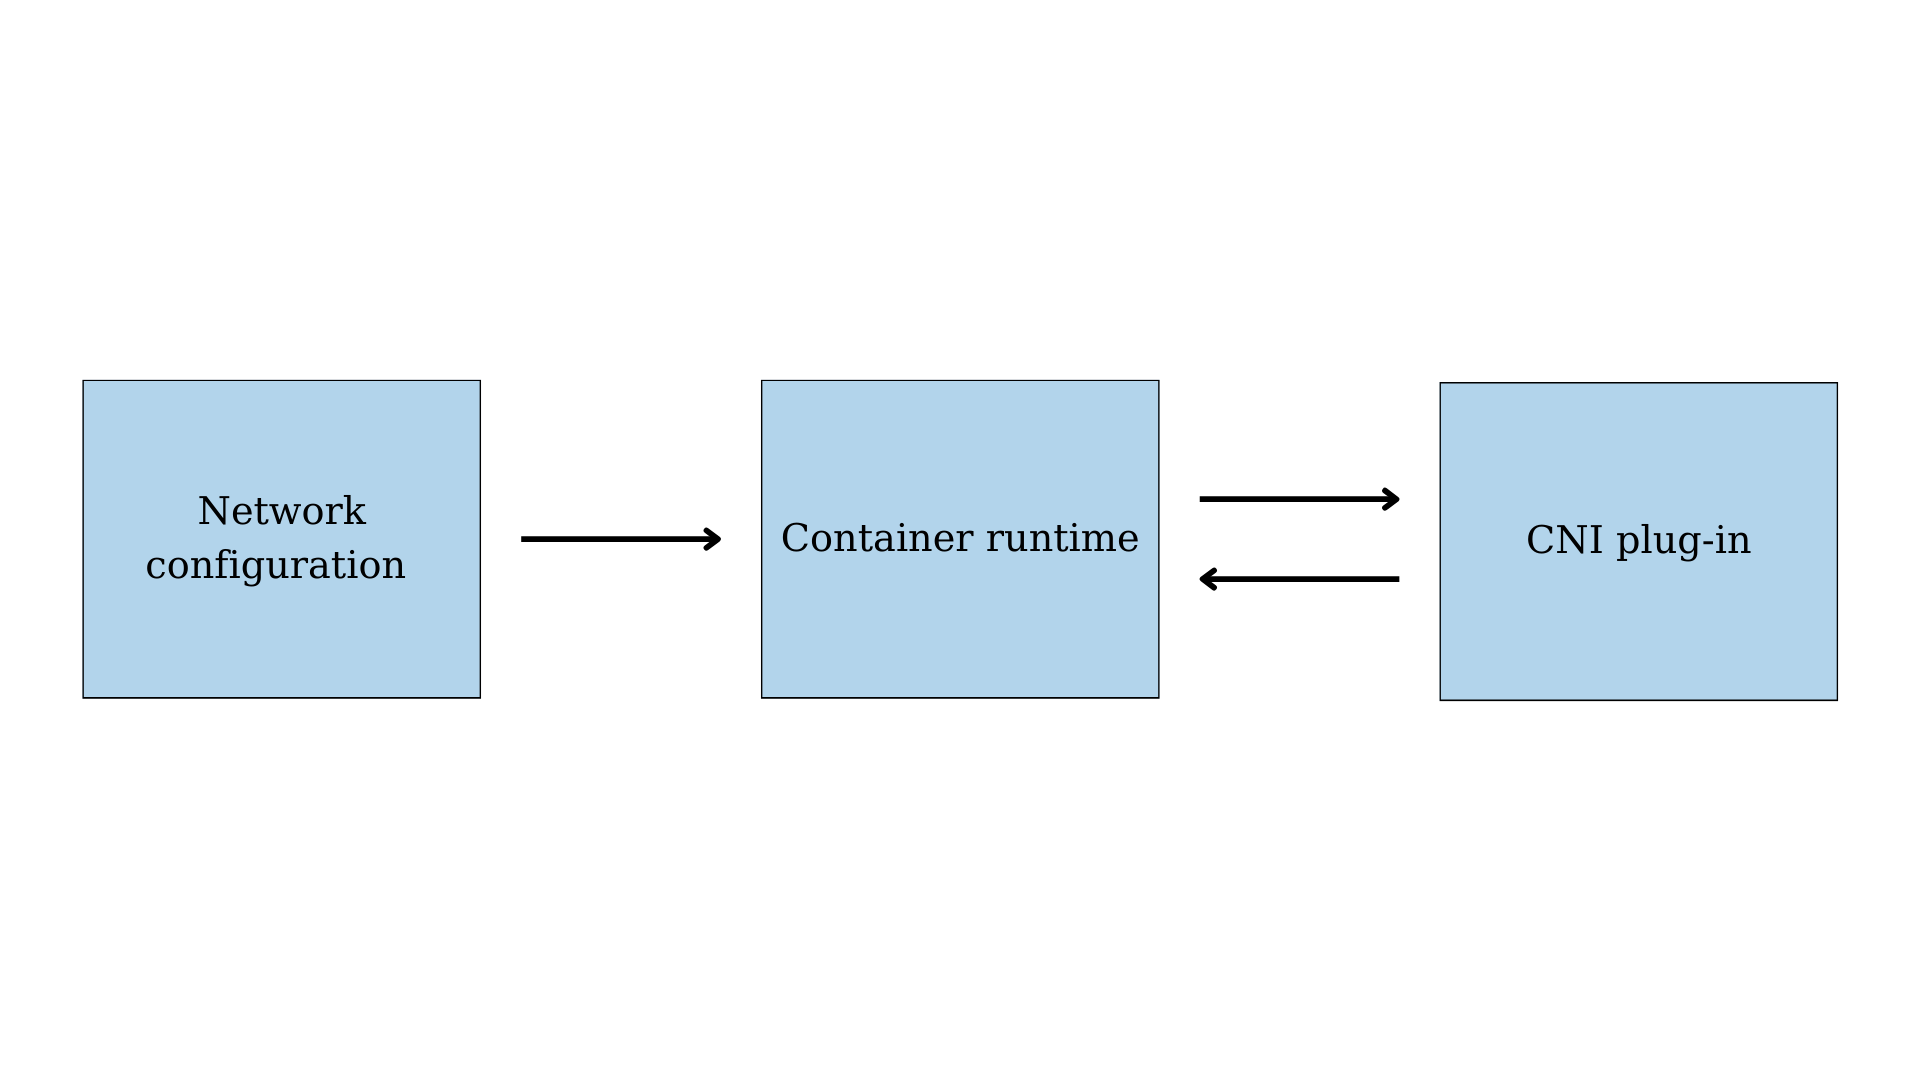 Network
configuration
Container runtime
CNI plug-in